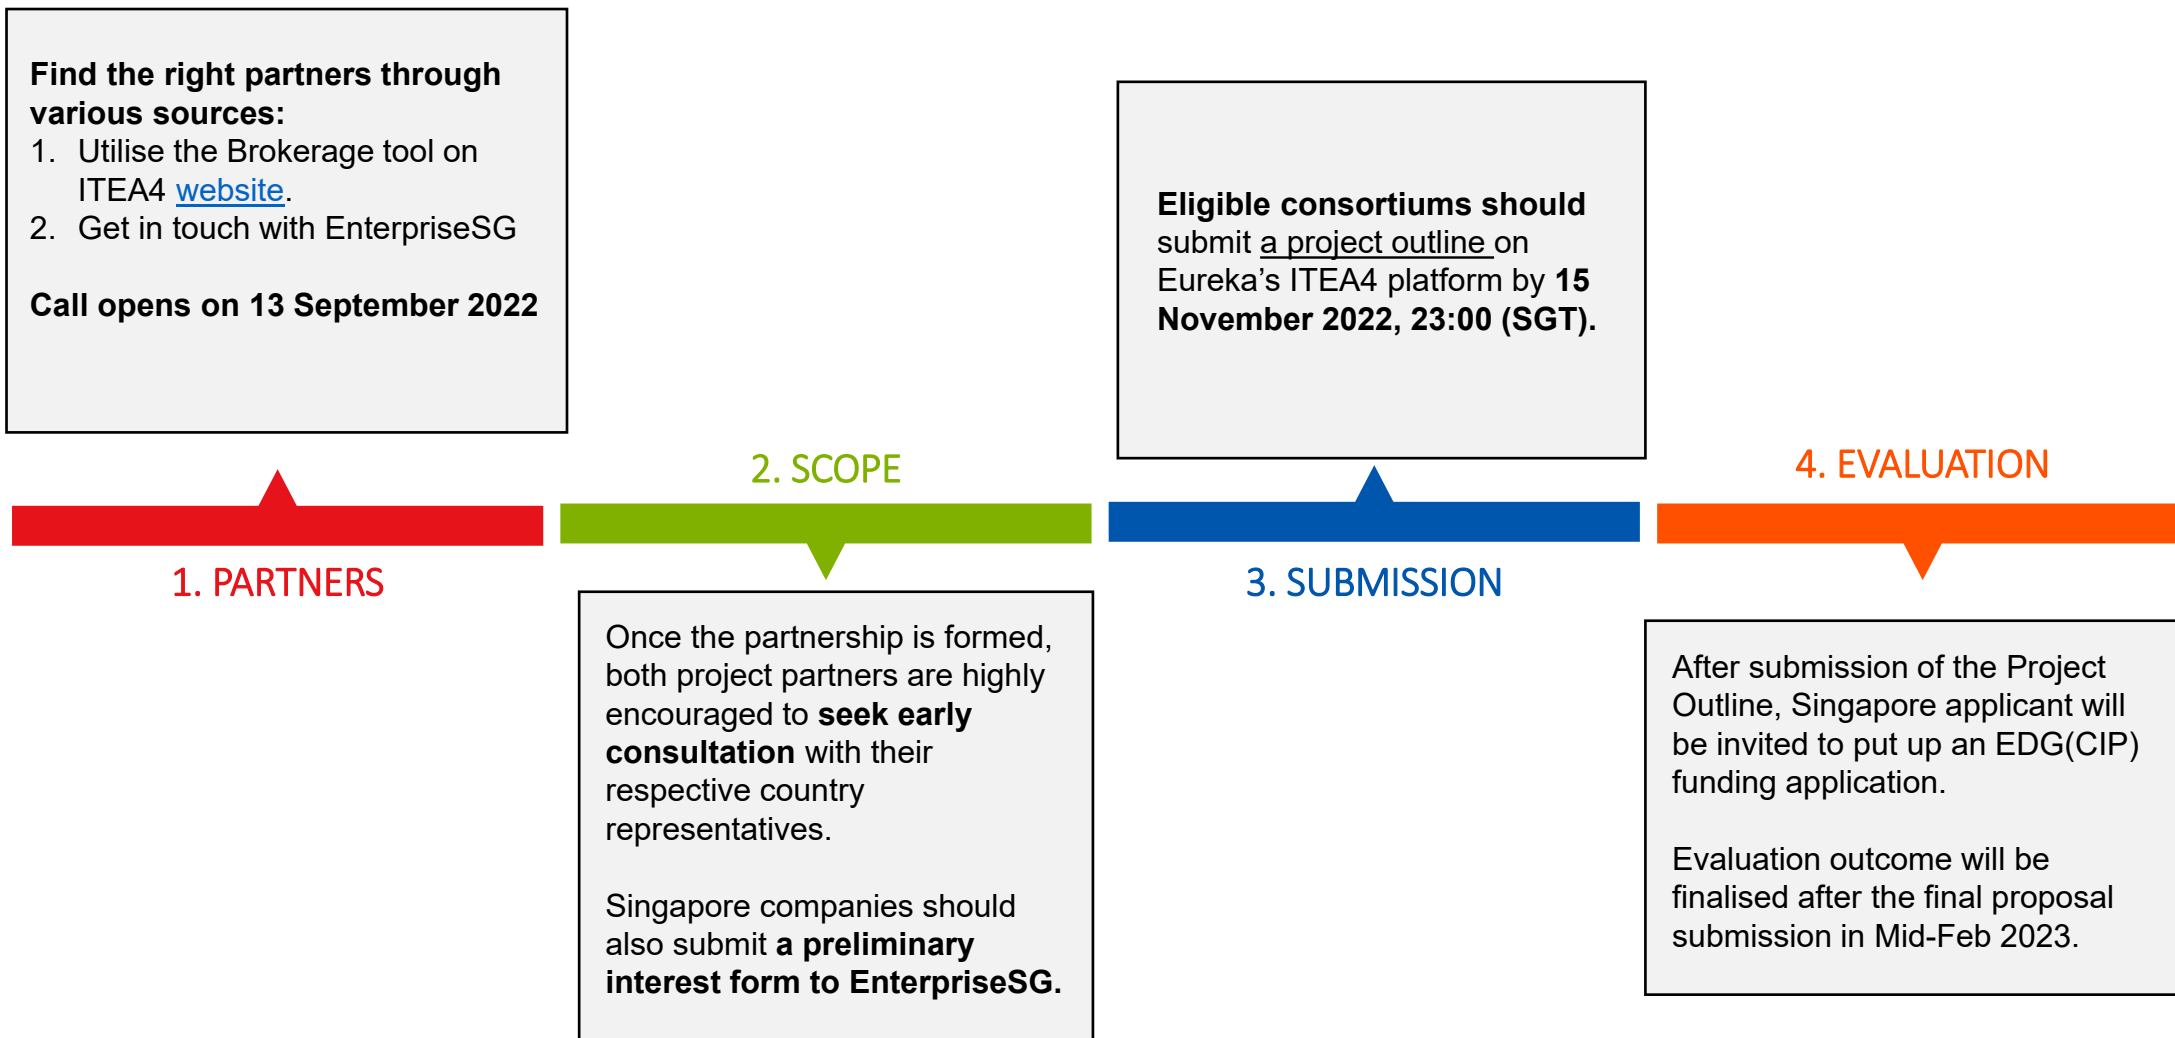 Find the right partners through
various sources:
1. Utilise the Brokerage tool on
ITEA4 website.
2. Get in touch with EnterpriseSG
Call opens on 13 September 2022
1. PARTNERS
2. SCOPE
Once the partnership is formed,
both project partners are highly
encouraged to seek early
consultation with their
respective country
representatives.
Singapore companies should
also submit a preliminary
interest form to EnterpriseSG.
Eligible consortiums should
submit a project outline on
Eureka’s ITEA4 platform by 15
November 2022, 23:00 (SGT).
3. SUBMISSION
4. EVALUATION
After submission of the Project
Outline, Singapore applicant will
be invited to put up an EDG(CIP)
funding application.
Evaluation outcome will be
finalised after the final proposal
submission in Mid-Feb 2023.